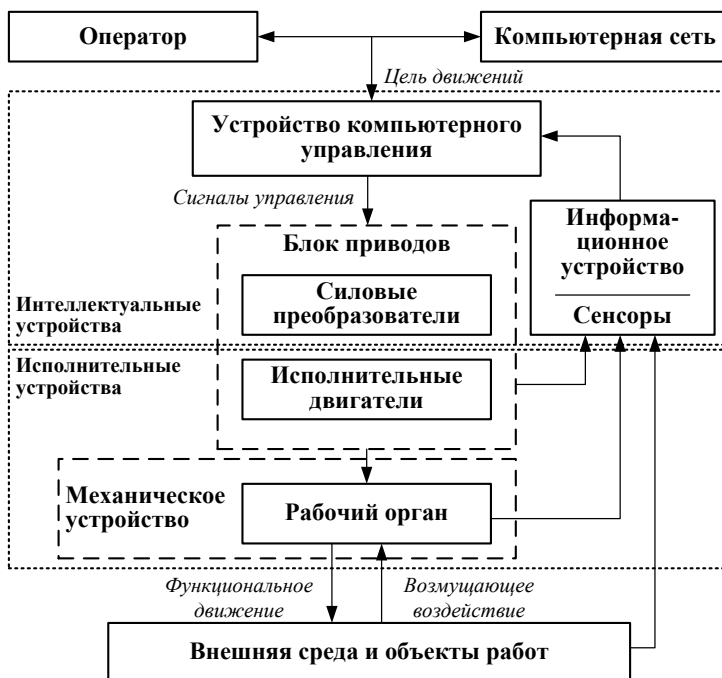 Оператор
Компьютерная сеть
Цель движений
Устройство компьютерного
управления
Сигналы управления
Блок приводов
Информа-
ционное
устройство
Силовые
преобразователи
Сенсоры
Интеллектуальные
устройства
Исполнительные
устройства
Исполнительные
двигатели
Механическое
устройство
Рабочий орган
Функциональное
движение
Возмущающее
воздействие
Внешняя среда и объекты работ